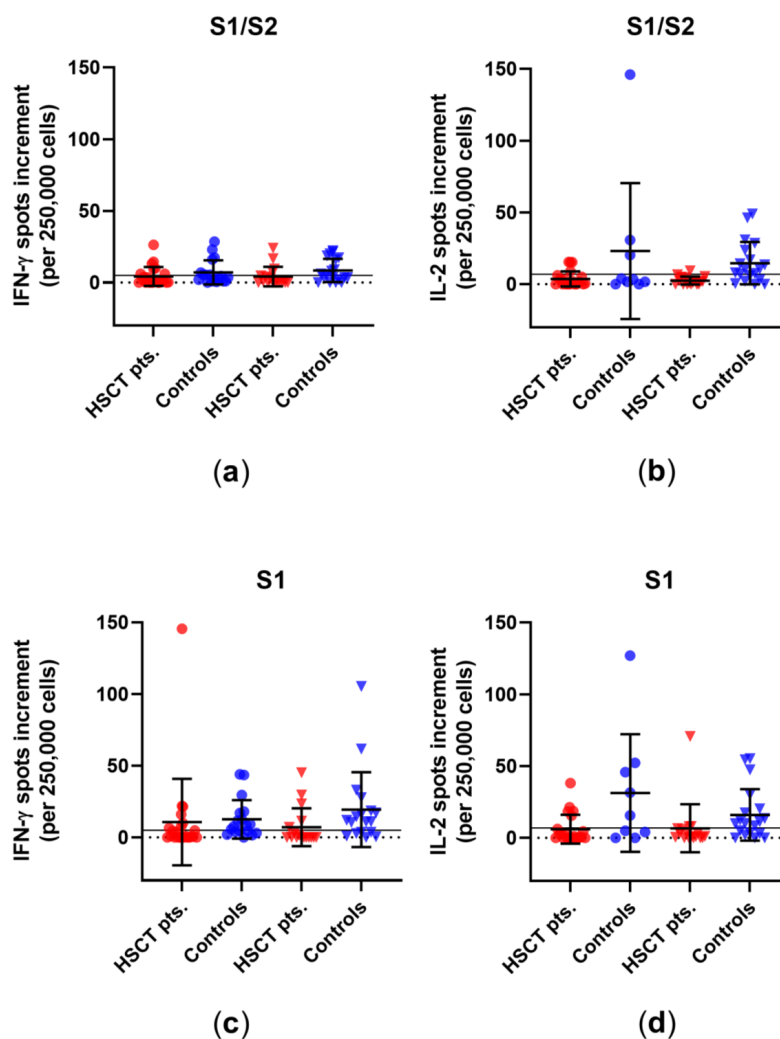 S1/S2
IFN-γ spots increment
(per 250,000 cells)
150
100
50
0
HSCT pts.
Controls
HSCT pts.
Controls
(a)
S1/S2
IL-2 spots increment
(per 250,000 cells)
150
100
50
0
HSCT pts.
Controls
HSCT pts.
Controls
(b)
S1
IFN-γ spots increment
(per 250,000 cells)
150
100
50
0
HSCT pts.
Controls
HSCT pts.
Controls
(c)
S1
IL-2 spots increment
(per 250,000 cells)
150
100
50
0
HSCT pts.
Controls
HSCT pts.
Controls
(d)